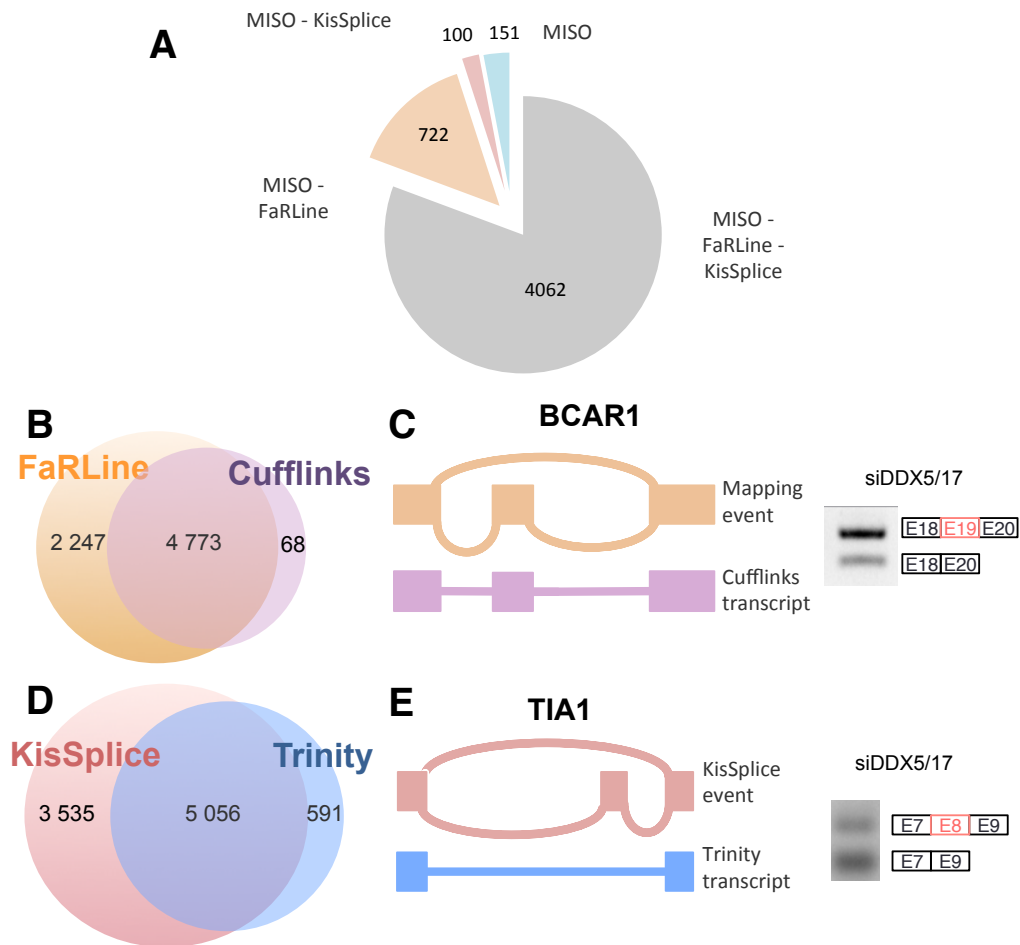 A
MISO - KisSplice
100
151
MISO
722
MISO -
FaRLine
MISO -
FaRLine -
KisSplice
4062
B
FaRLine
Cufflinks
2 247
4 773
68
C
BCAR1
Mapping
event
Cufflinks
transcript
siDDX5/17
E18 E19 E20
E18 E20
D
KisSplice
Trinity
3 535
5 056
591
E
TIA1
KisSplice
event
Trinity
transcript
siDDX5/17
E7 E8 E9
E7 E9